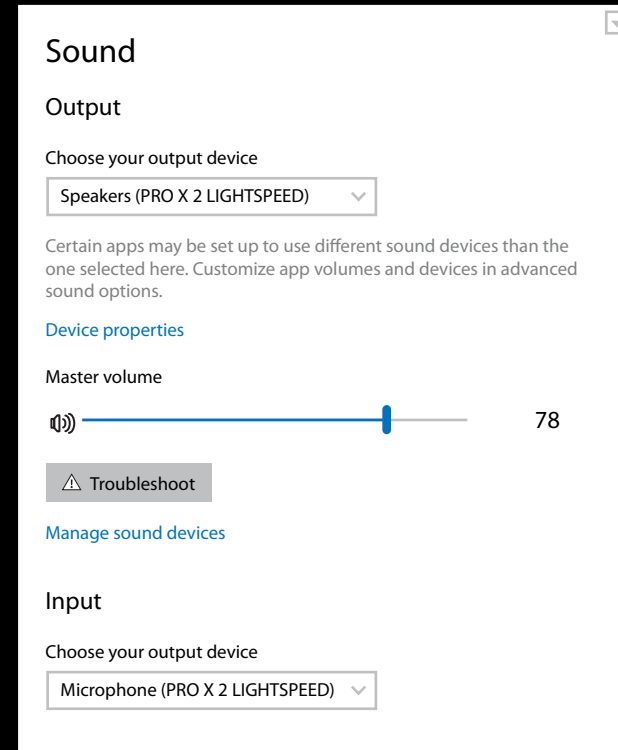 Sound
Output
Choose your output device
Speakers (PRO X 2 LIGHTSPEED)
Certain apps may be set up to use different sound devices than the
one selected here. Customize app volumes and devices in advanced
sound options.
Device properties
Master volume
78
Troubleshoot
Manage sound devices
Input
Choose your output device
Microphone (PRO X 2 LIGHTSPEED)